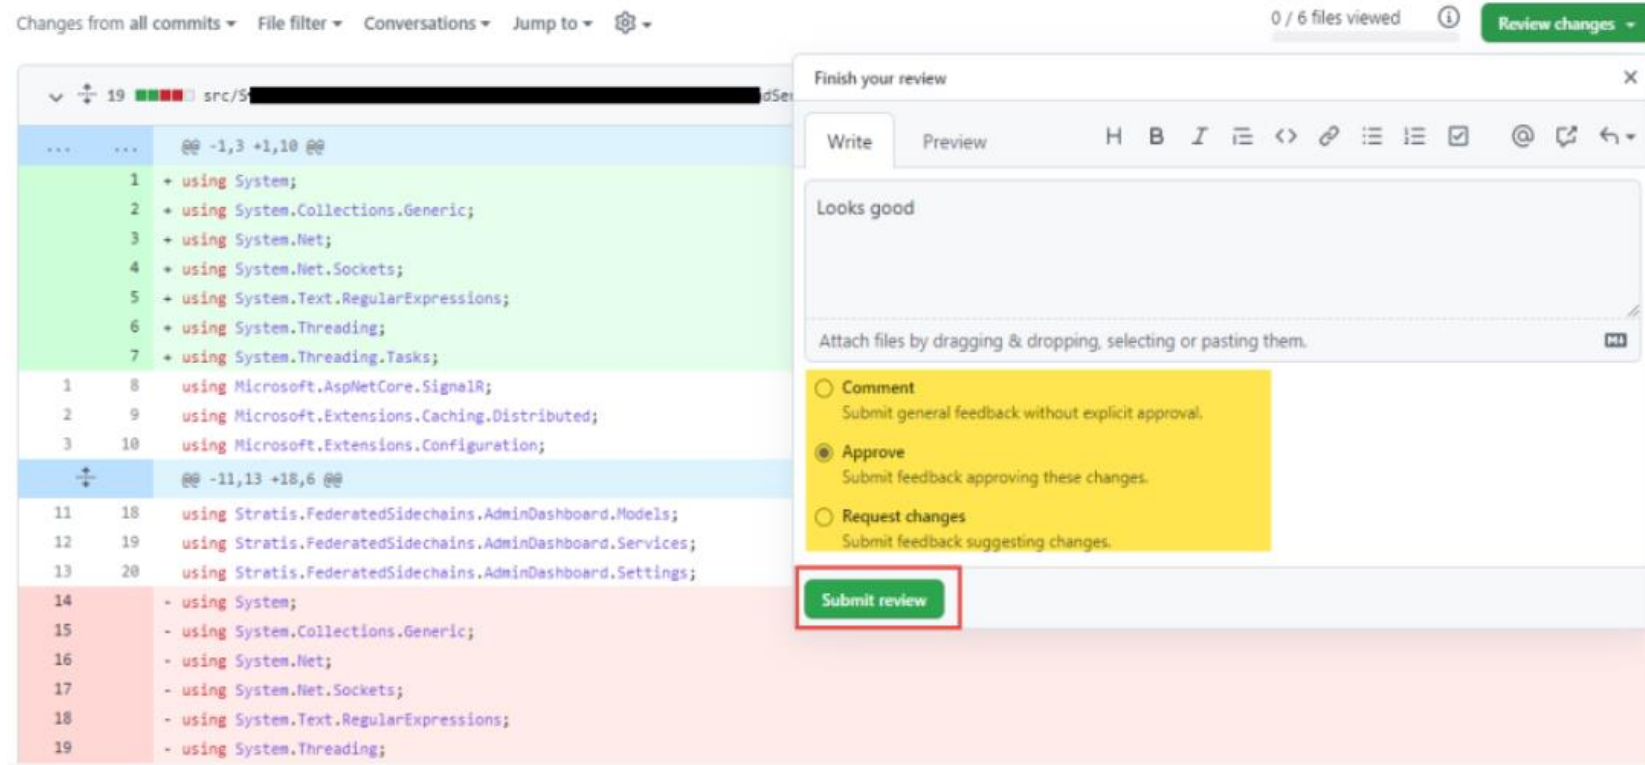 Changes from all commits File filter Conversations Jump to
0 / 6 files viewed
Review changes
19 src/S
dSe
@@ -1,3 +1,10 @@
1 + using System;
2 + using System.Collections.Generic;
3 + using System.Net;
4 + using System.Net.Sockets;
5 + using System.Text.RegularExpressions;
6 + using System.Threading;
7 + using System.Threading.Tasks;
1 8 using Microsoft.AspNetCore.SignalR;
2 9 using Microsoft.Extensions.Caching.Distributed;
3 10 using Microsoft.Extensions.Configuration;
@@ -11,13 +18,6 @@
11 18 using Stratis.FederatedSidechains.AdminDashboard.Models;
12 19 using Stratis.FederatedSidechains.AdminDashboard.Services;
13 20 using Stratis.FederatedSidechains.AdminDashboard.Settings;
14 - using System;
15 - using System.Collections.Generic;
16 - using System.Net;
17 - using System.Net.Sockets;
18 - using System.Text.RegularExpressions;
19 - using System.Threading;
Finish your review
Write Preview
Looks good
Attach files by dragging & dropping, selecting or pasting them.
Comment
Submit general feedback without explicit approval.
Approve
Submit feedback approving these changes.
Request changes
Submit feedback suggesting changes.
Submit review